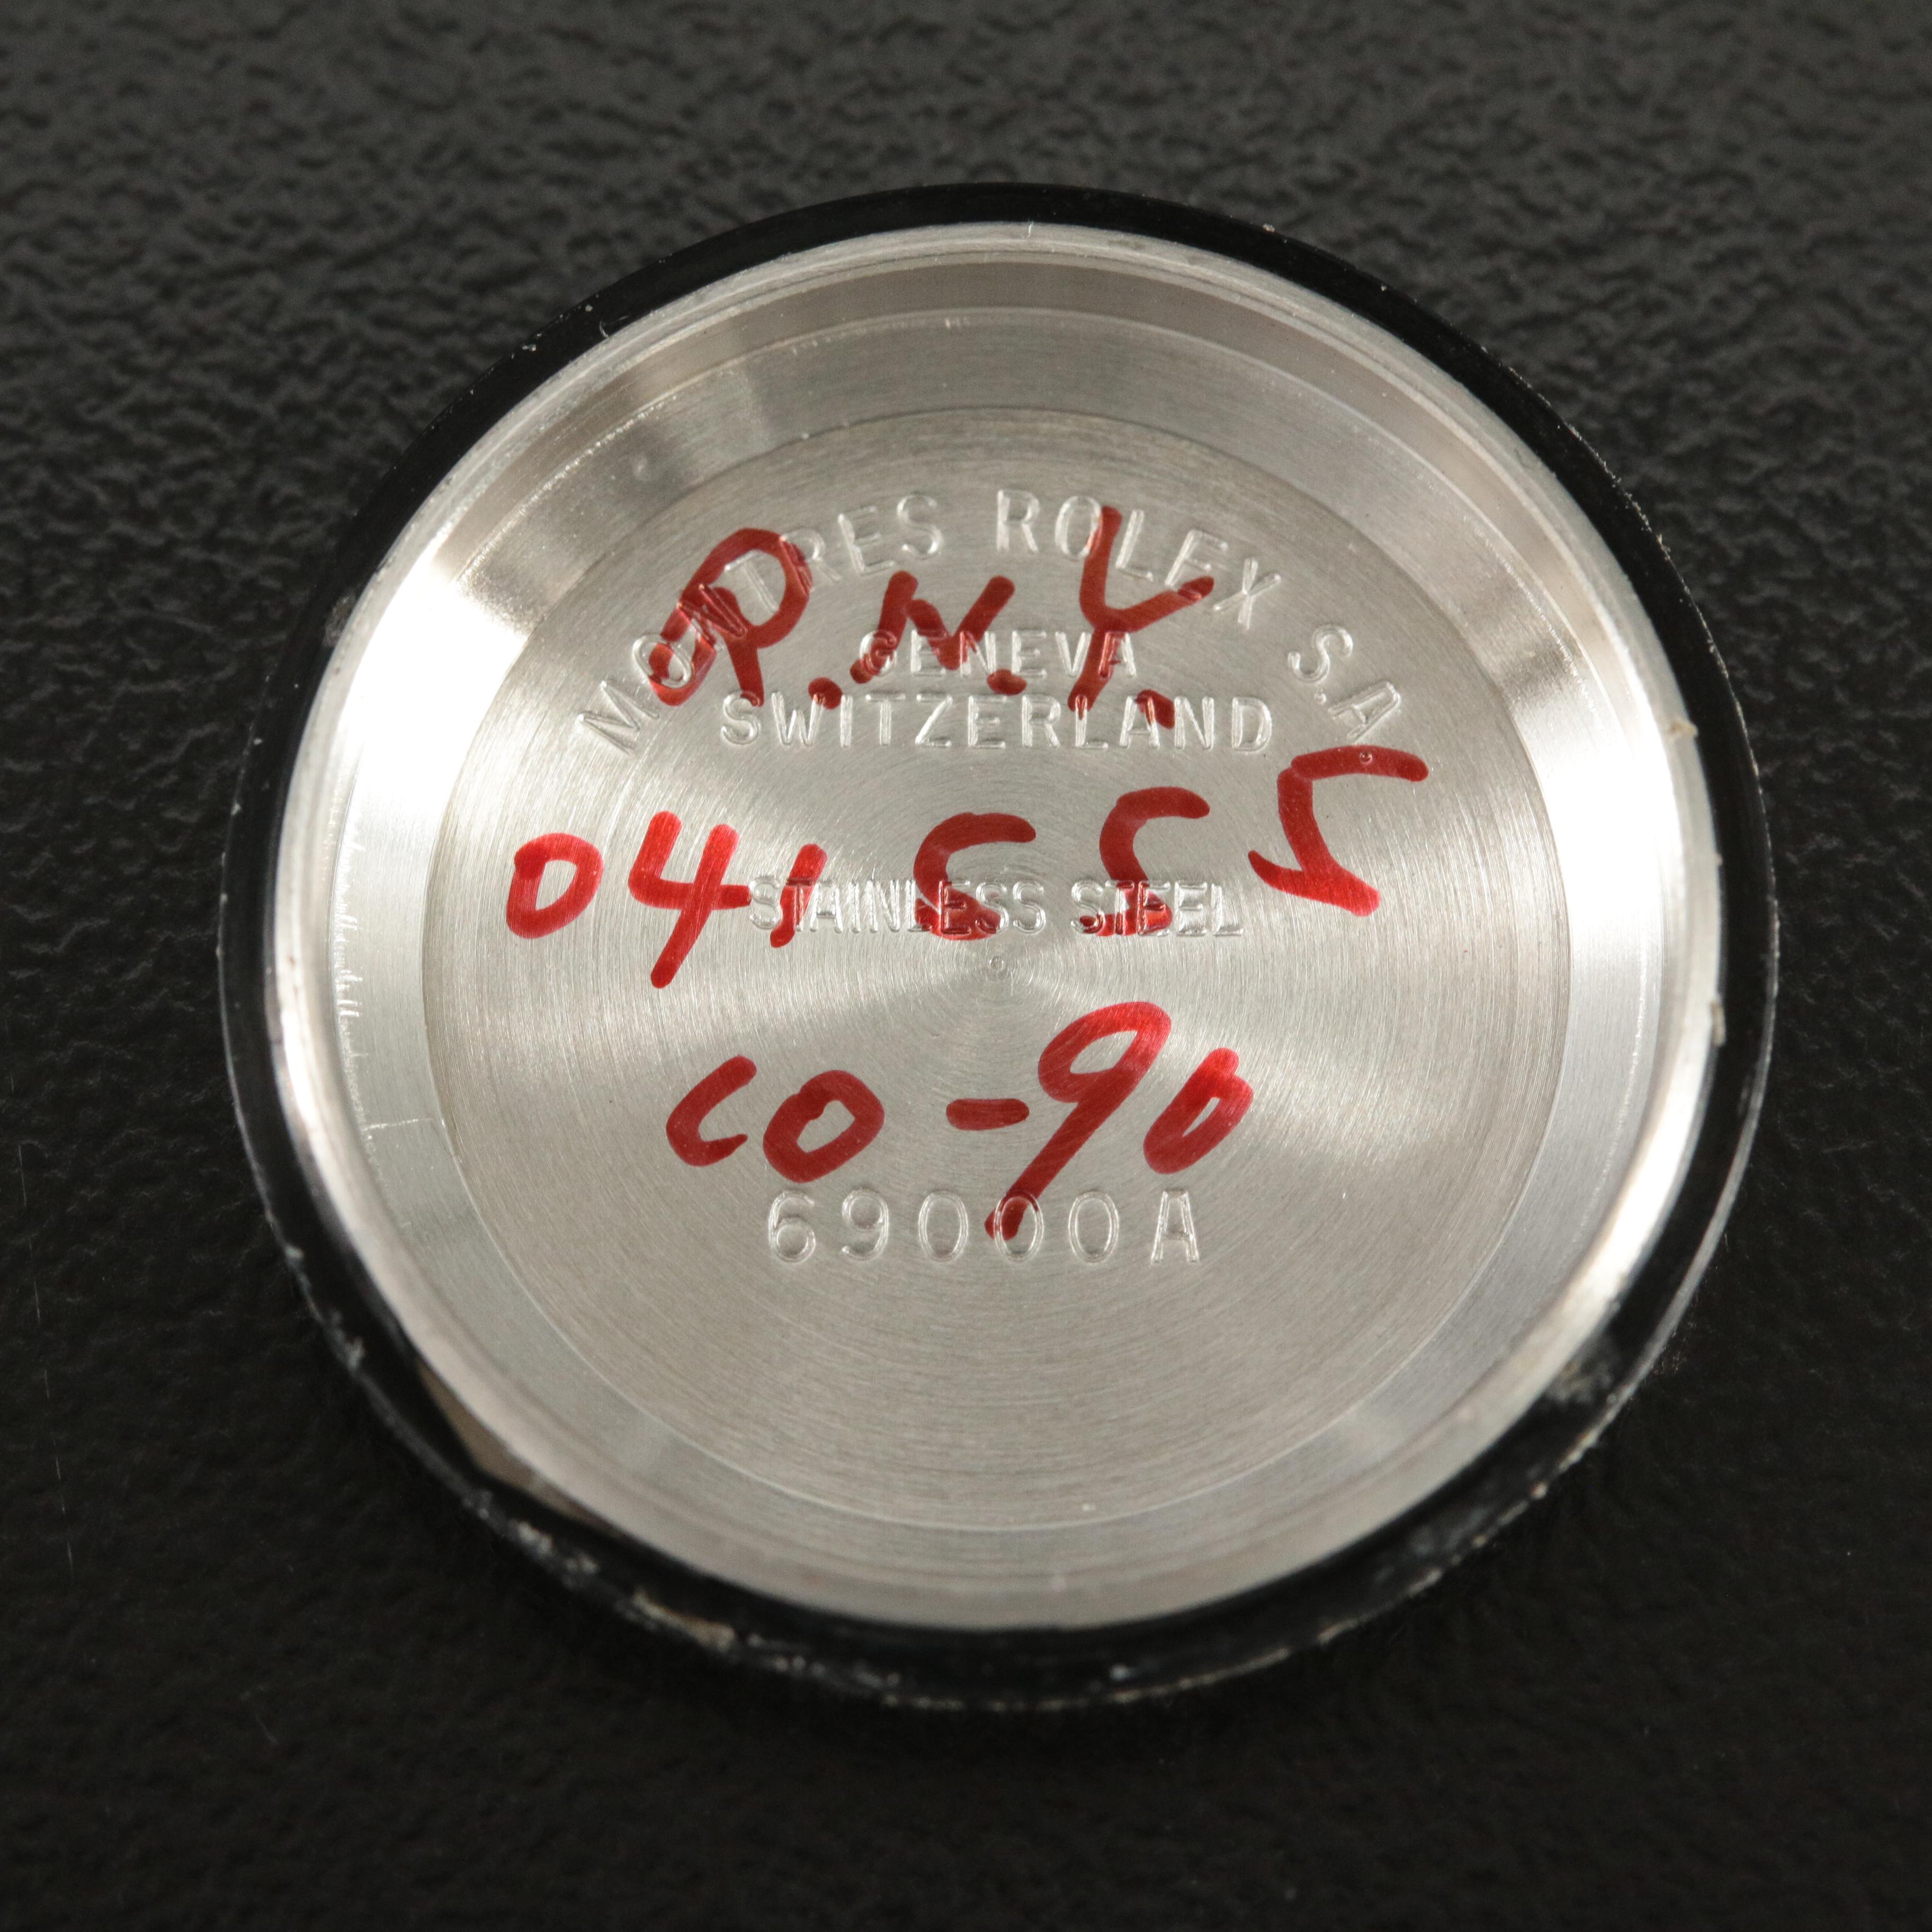 MONTRES ROLEX S.A.
R.N.Y.
GENEVA
SWITZERLAND
041555
STAINLESS STEEL
CO-90
69000A